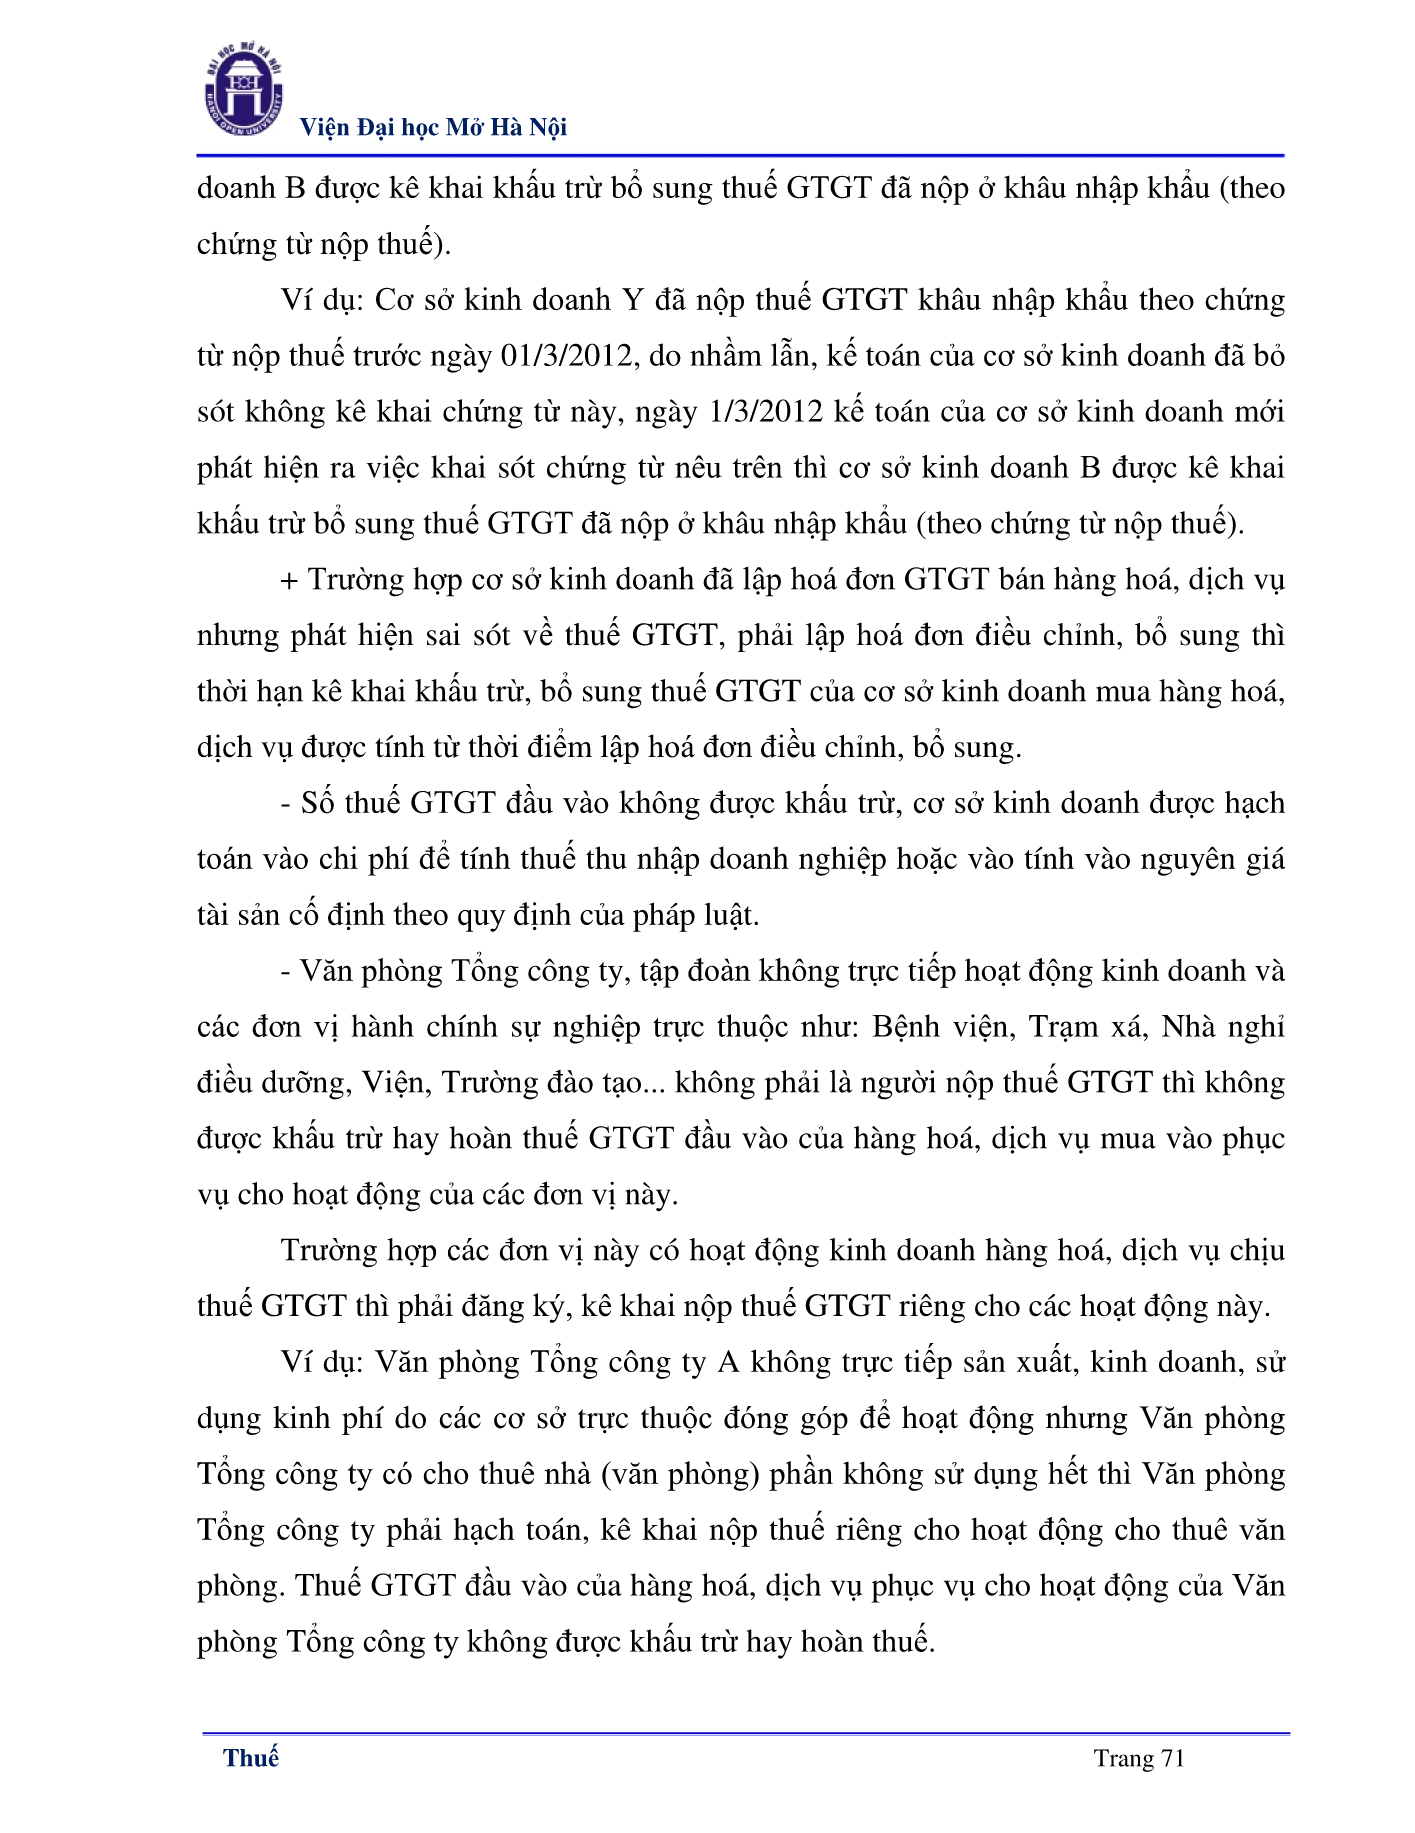 ĐẠI HỌC MỞ HÀ NỘI
HANOI OPEN UNIVERSITY
Viện Đại học Mở Hà Nội
doanh B được kê khai khấu trừ bổ sung thuế GTGT đã nộp ở khâu nhập khẩu (theo
chứng từ nộp thuế).
Ví dụ: Cơ sở kinh doanh Y đã nộp thuế GTGT khâu nhập khẩu theo chứng
từ nộp thuế trước ngày 01/3/2012, do nhầm lẫn, kế toán của cơ sở kinh doanh đã bỏ
sót không kê khai chứng từ này, ngày 1/3/2012 kế toán của cơ sở kinh doanh mới
phát hiện ra việc khai sót chứng từ nêu trên thì cơ sở kinh doanh B được kê khai
khấu trừ bổ sung thuế GTGT đã nộp ở khâu nhập khẩu (theo chứng từ nộp thuế).
+ Trường hợp cơ sở kinh doanh đã lập hoá đơn GTGT bán hàng hoá, dịch vụ
nhưng phát hiện sai sót về thuế GTGT, phải lập hoá đơn điều chỉnh, bổ sung thì
thời hạn kê khai khấu trừ, bổ sung thuế GTGT của cơ sở kinh doanh mua hàng hoá,
dịch vụ được tính từ thời điểm lập hoá đơn điều chỉnh, bổ sung.
- Số thuế GTGT đầu vào không được khấu trừ, cơ sở kinh doanh được hạch
toán vào chi phí để tính thuế thu nhập doanh nghiệp hoặc vào tính vào nguyên giá
tài sản cố định theo quy định của pháp luật.
- Văn phòng Tổng công ty, tập đoàn không trực tiếp hoạt động kinh doanh và
các đơn vị hành chính sự nghiệp trực thuộc như: Bệnh viện, Trạm xá, Nhà nghỉ
điều dưỡng, Viện, Trường đào tạo... không phải là người nộp thuế GTGT thì không
được khấu trừ hay hoàn thuế GTGT đầu vào của hàng hoá, dịch vụ mua vào phục
vụ cho hoạt động của các đơn vị này.
Trường hợp các đơn vị này có hoạt động kinh doanh hàng hoá, dịch vụ chịu
thuế GTGT thì phải đăng ký, kê khai nộp thuế GTGT riêng cho các hoạt động này.
Ví dụ: Văn phòng Tổng công ty A không trực tiếp sản xuất, kinh doanh, sử
dụng kinh phí do các cơ sở trực thuộc đóng góp để hoạt động nhưng Văn phòng
Tổng công ty có cho thuê nhà (văn phòng) phần không sử dụng hết thì Văn phòng
Tổng công ty phải hạch toán, kê khai nộp thuế riêng cho hoạt động cho thuê văn
phòng. Thuế GTGT đầu vào của hàng hoá, dịch vụ phục vụ cho hoạt động của Văn
phòng Tổng công ty không được khấu trừ hay hoàn thuế.
Thuế
Trang 71